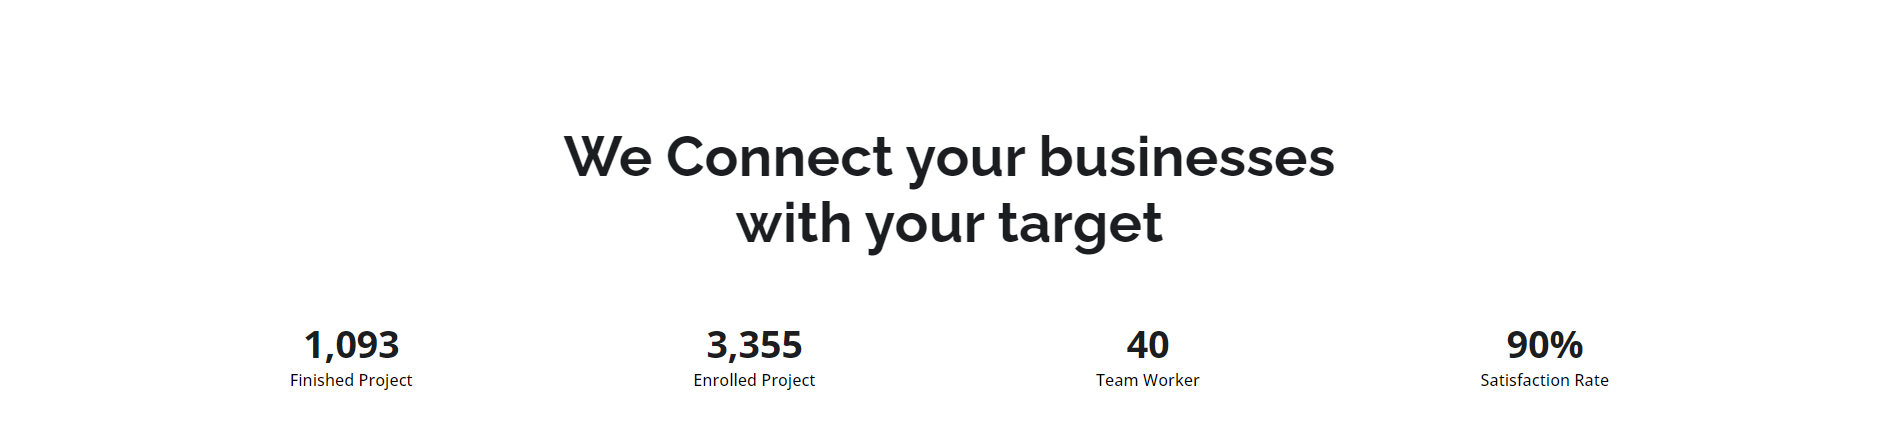 We Connect your businesses
with your target
1,093
Finished Project
3,355
Enrolled Project
40
Team Worker
90%
Satisfaction Rate